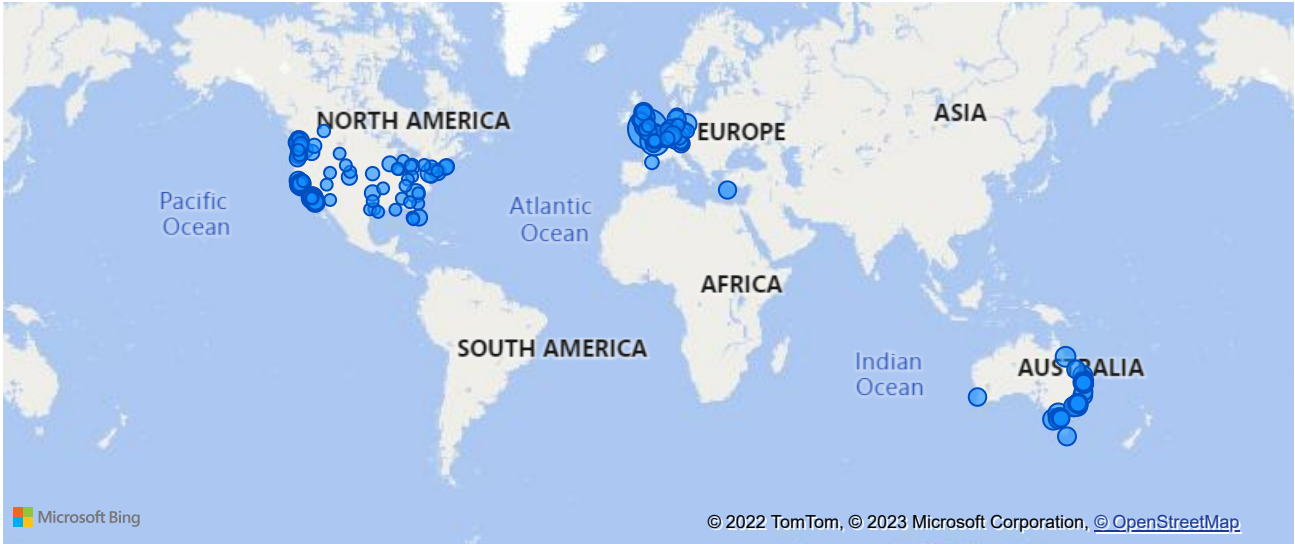 NORTH AMERICA
EUROPE
ASIA
Pacific
Ocean
Atlantic
Ocean
AFRICA
SOUTH AMERICA
Indian
Ocean
AUSTRALIA
Microsoft Bing
© 2022 TomTom, © 2023 Microsoft Corporation, © OpenStreetMap